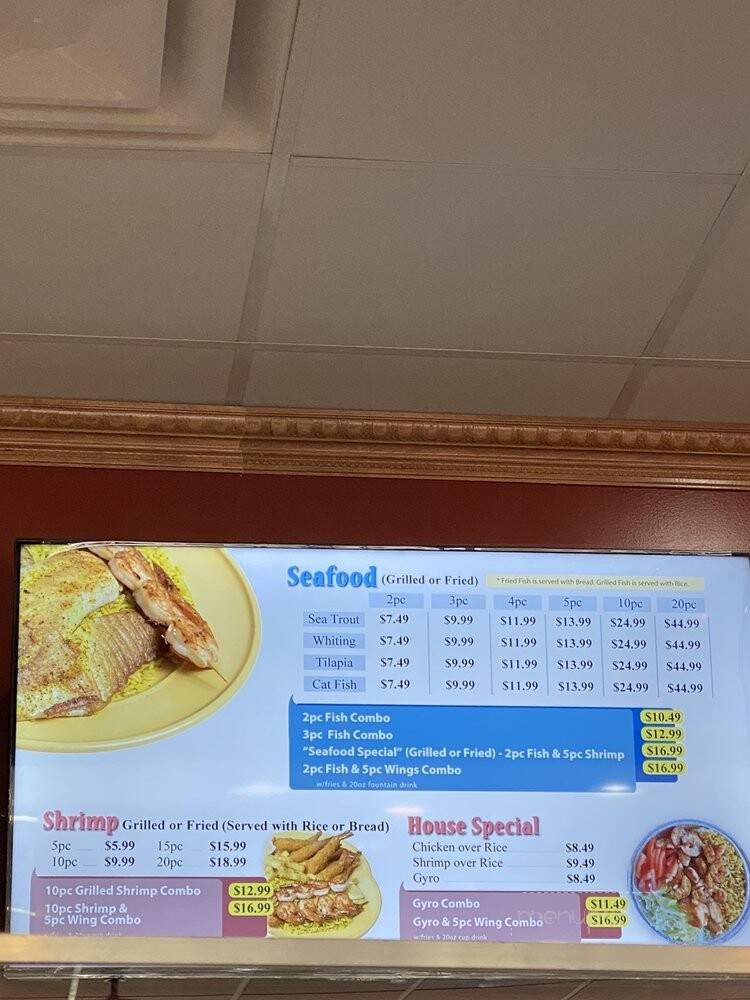 Seafood (Grilled or Fried) * Fried Fish is served with Bread. Grilled Fish is served with Rice.
2pc 3pc 4pc 5pc 10pc 20pc
Sea Trout $7.49 $9.99 $11.99 $13.99 $24.99 $44.99
Whiting $7.49 $9.99 $11.99 $13.99 $24.99 $44.99
Tilapia $7.49 $9.99 $11.99 $13.99 $24.99 $44.99
Cat Fish $7.49 $9.99 $11.99 $13.99 $24.99 $44.99
2pc Fish Combo $10.49
3pc Fish Combo $12.99
"Seafood Special" (Grilled or Fried) - 2pc Fish & 5pc Shrimp $16.99
2pc Fish & 5pc Wings Combo $16.99
w/fries & 20oz fountain drink
Shrimp Grilled or Fried (Served with Rice or Bread)
5pc $5.99 15pc $15.99
10pc $9.99 20pc $18.99
10pc Grilled Shrimp Combo $12.99
10pc Shrimp &
5pc Wing Combo $16.99
House Special
Chicken over Rice $8.49
Shrimp over Rice $9.49
Gyro $8.49
Gyro Combo $11.49
Gyro & 5pc Wing Combo $16.99
w/fries & 20oz cup drink